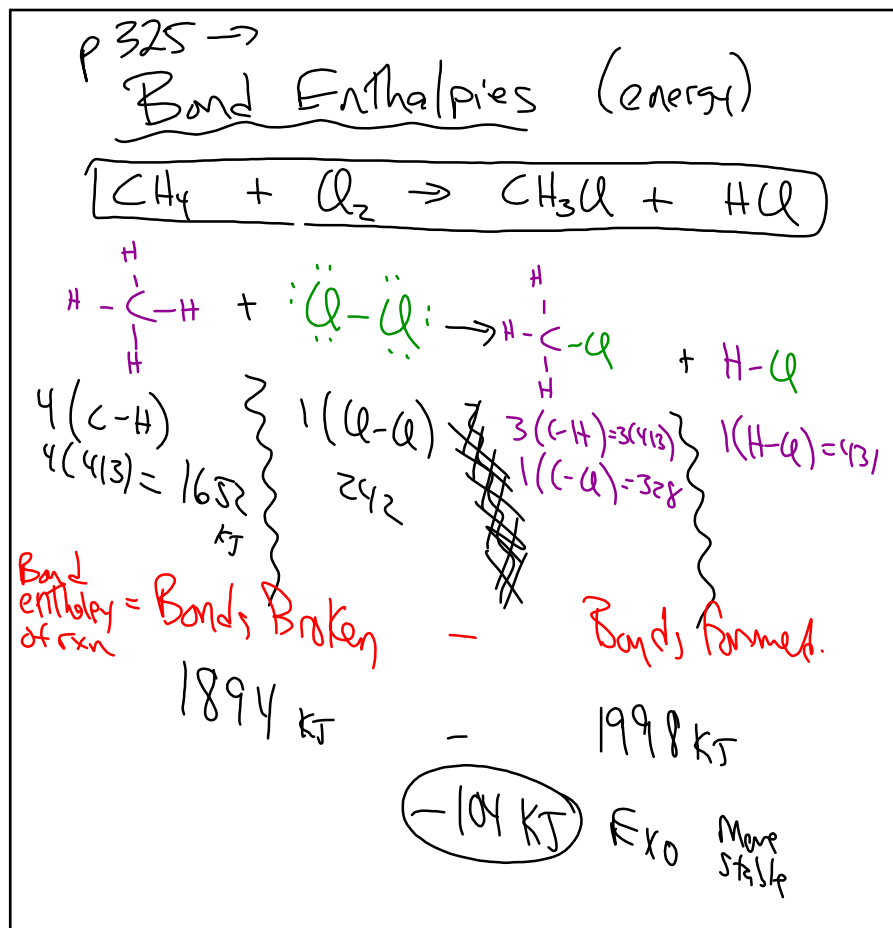 p 325 →
Bond Enthalpies (energy)
CH₄ + Cl₂ → CH₃Cl + HCl
H
H - C - H + :Cl - Cl: → H - C - Cl + H - Cl
H
H
H
4(C-H) 1(Cl-Cl) 3(C-H)=3(413) 1(H-Cl)=431
4(413) = 1652 KJ 242 1(C-Cl)=328
Bond enthalpy of rxn = Bonds Broken - Bonds Formed.
1894 KJ - 1998 KJ
-104 KJ Exo More stable